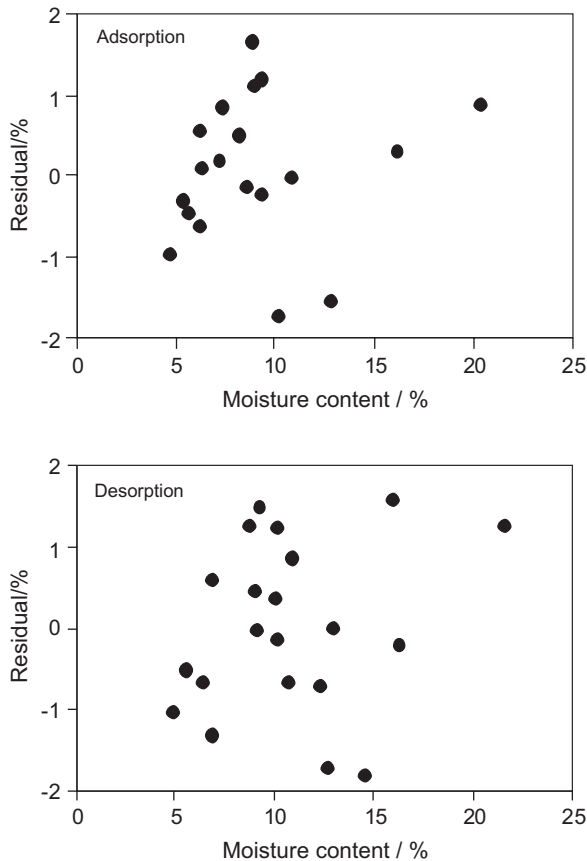 2
Adsorption
1
0
-1
-2
Residual/%
0 5 10 15 20 25
Moisture content / %
2
Desorption
1
0
-1
-2
Residual/%
0 5 10 15 20 25
Moisture content / %